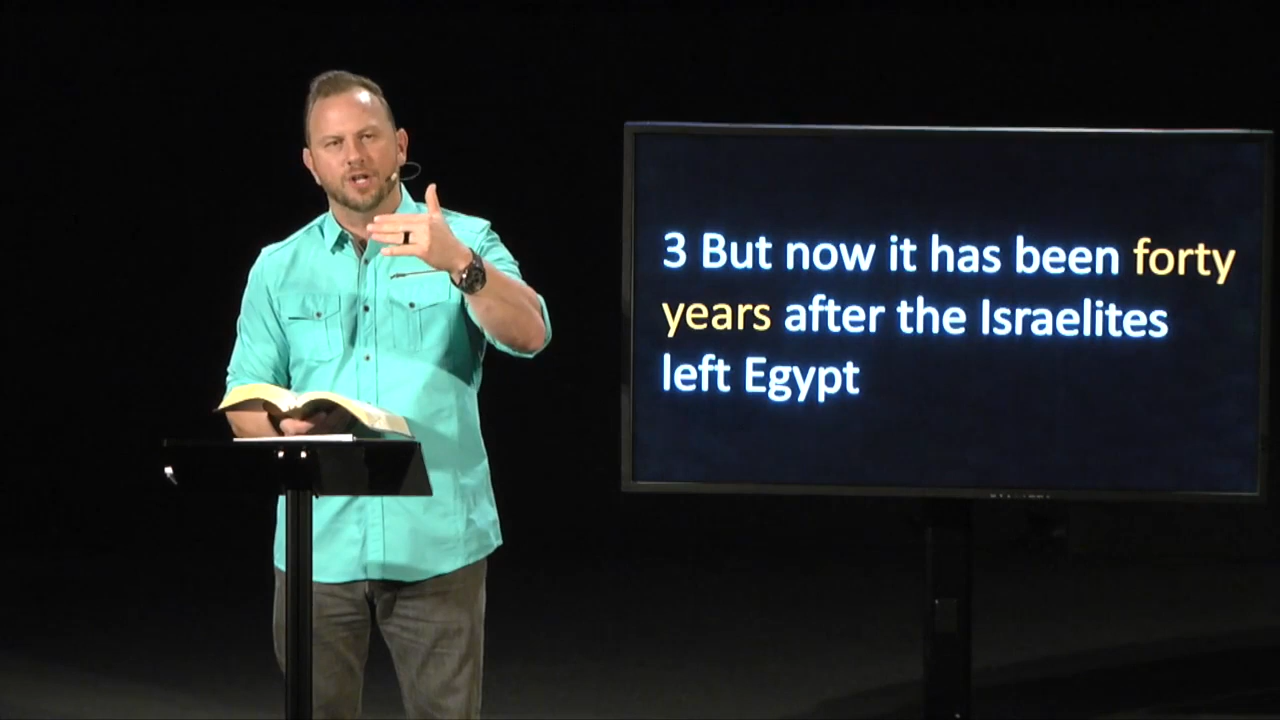 3 But now it has been forty
years after the Israelites
left Egypt